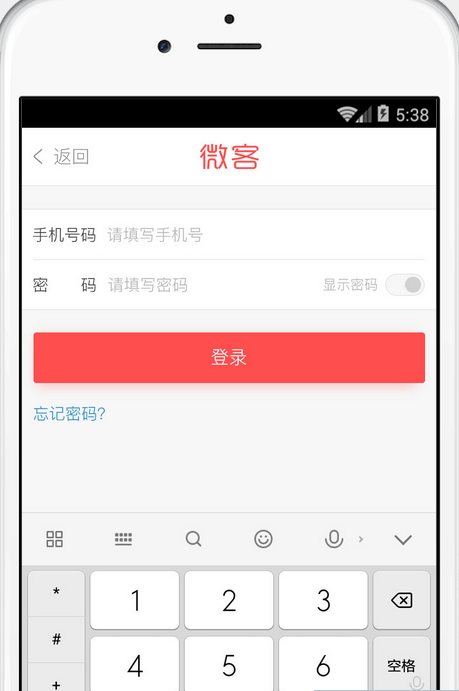 5:38
返回 微客
手机号码 请填写手机号
密 码 请填写密码 显示密码
登录
忘记密码?
* 1 2 3
#
4 5 6 空格
+